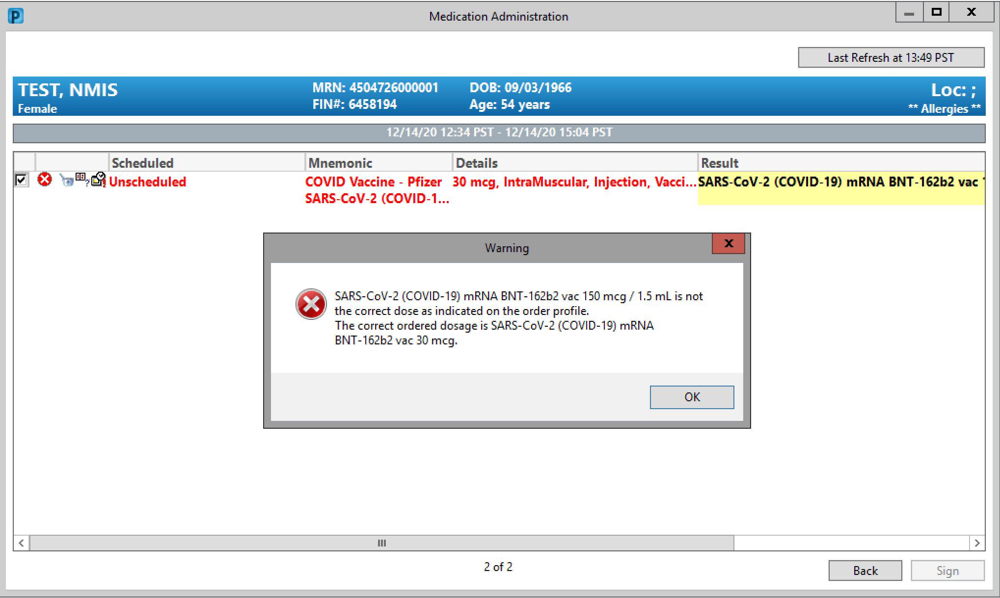 P
Medication Administration
X
Last Refresh at 13:49 PST
TEST, NMIS
Female
MRN: 4504726000001
FIN#: 6458194
DOB: 09/03/1966
Age: 54 years
Loc: ;
** Allergies **
12/14/20 12:34 PST - 12/14/20 15:04 PST
Scheduled Mnemonic Details Result
Unscheduled
COVID Vaccine - Pfizer
SARS-CoV-2 (COVID-1...
30 mcg, IntraMuscular, Injection, Vacci...
SARS-CoV-2 (COVID-19) mRNA BNT-162b2 vac
Warning
X
SARS-CoV-2 (COVID-19) mRNA BNT-162b2 vac 150 mcg / 1.5 mL is not
the correct dose as indicated on the order profile.
The correct ordered dosage is SARS-CoV-2 (COVID-19) mRNA
BNT-162b2 vac 30 mcg.
OK
2 of 2
Back
Sign